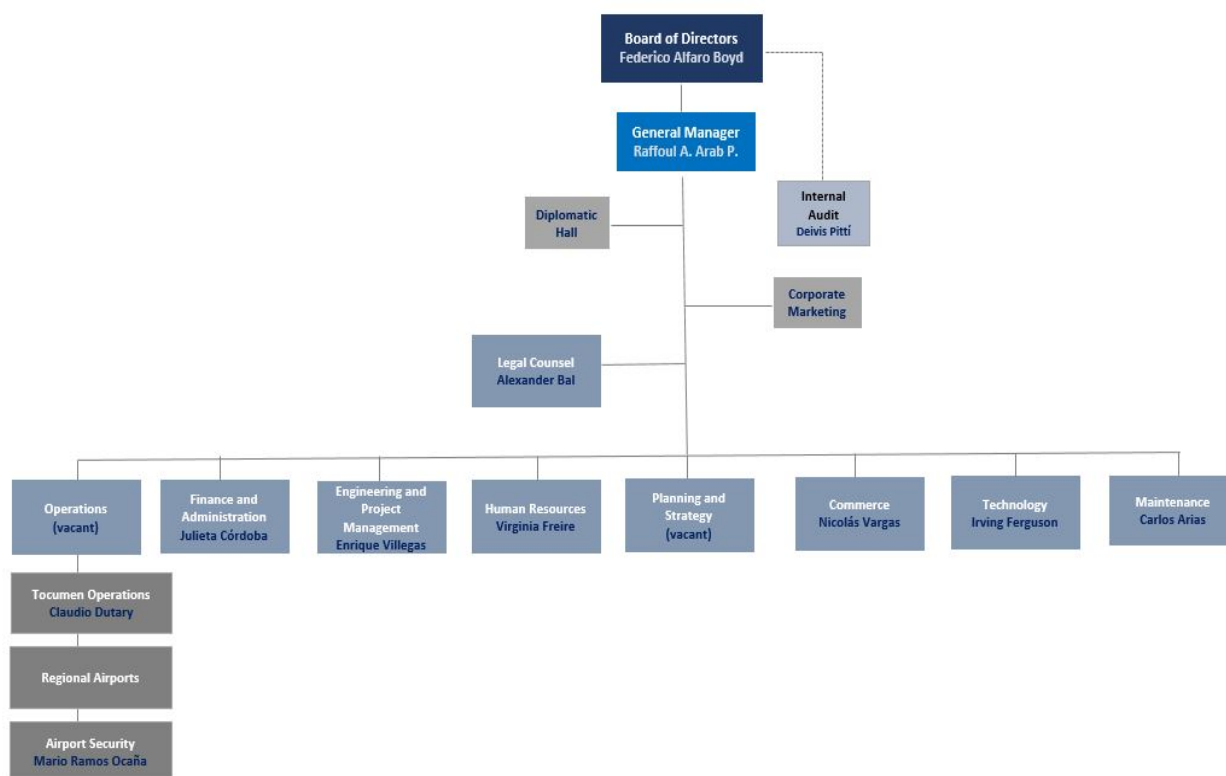 Board of Directors
Federico Alfaro Boyd
General Manager
Raffoul A. Arab P.
Internal
Audit
Deivis Pittí
Diplomatic
Hall
Corporate
Marketing
Legal Counsel
Alexander Bal
Operations
(vacant)
Finance and
Administration
Julieta Córdoba
Engineering and
Project
Management
Enrique Villegas
Human Resources
Virginia Freire
Planning and
Strategy
(vacant)
Commerce
Nicolás Vargas
Technology
Irving Ferguson
Maintenance
Carlos Arias
Tocumen Operations
Claudio Dutary
Regional Airports
Airport Security
Mario Ramos Ocaña